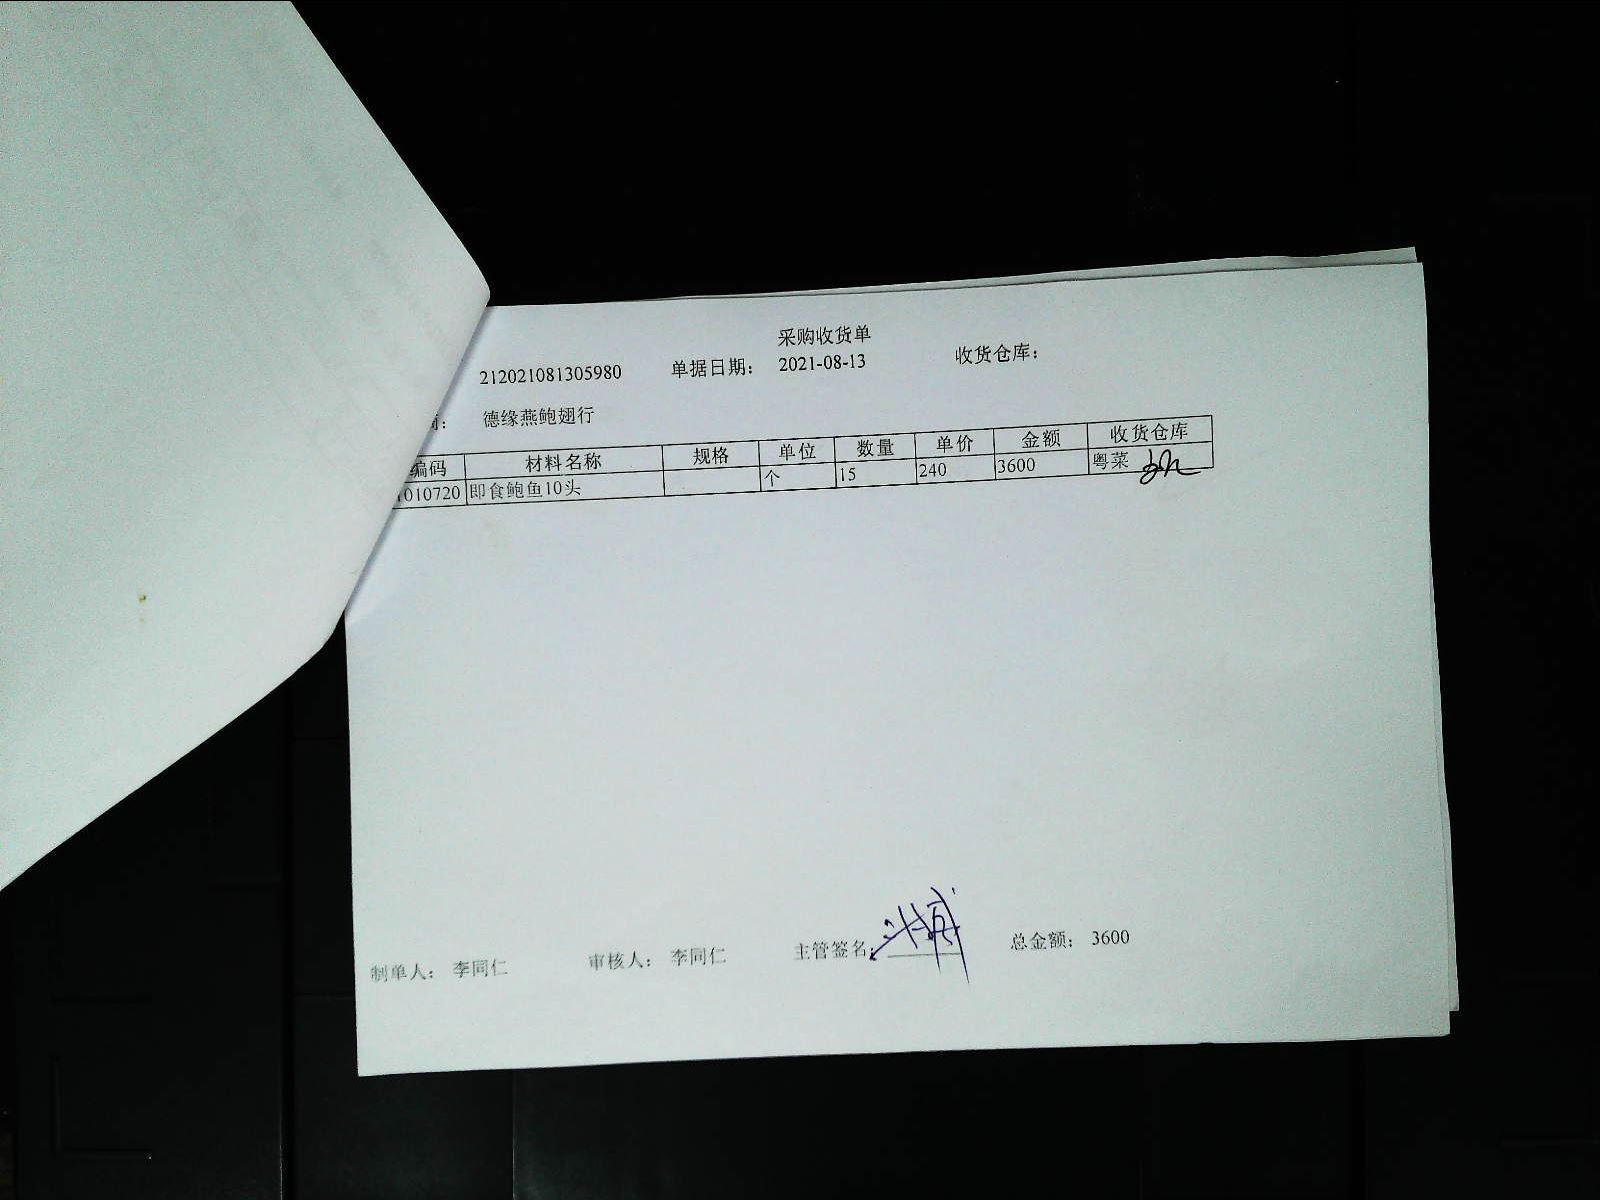 采购收货单
212021081305980 单据日期: 2021-08-13 收货仓库:
商: 德缘燕鲍翅行
编码 材料名称 规格 单位 数量 单价 金额 收货仓库
010720 即食鲍鱼10头 个 15 240 3600 粤菜
制单人: 李同仁 审核人: 李同仁 主管签名: 总金额: 3600